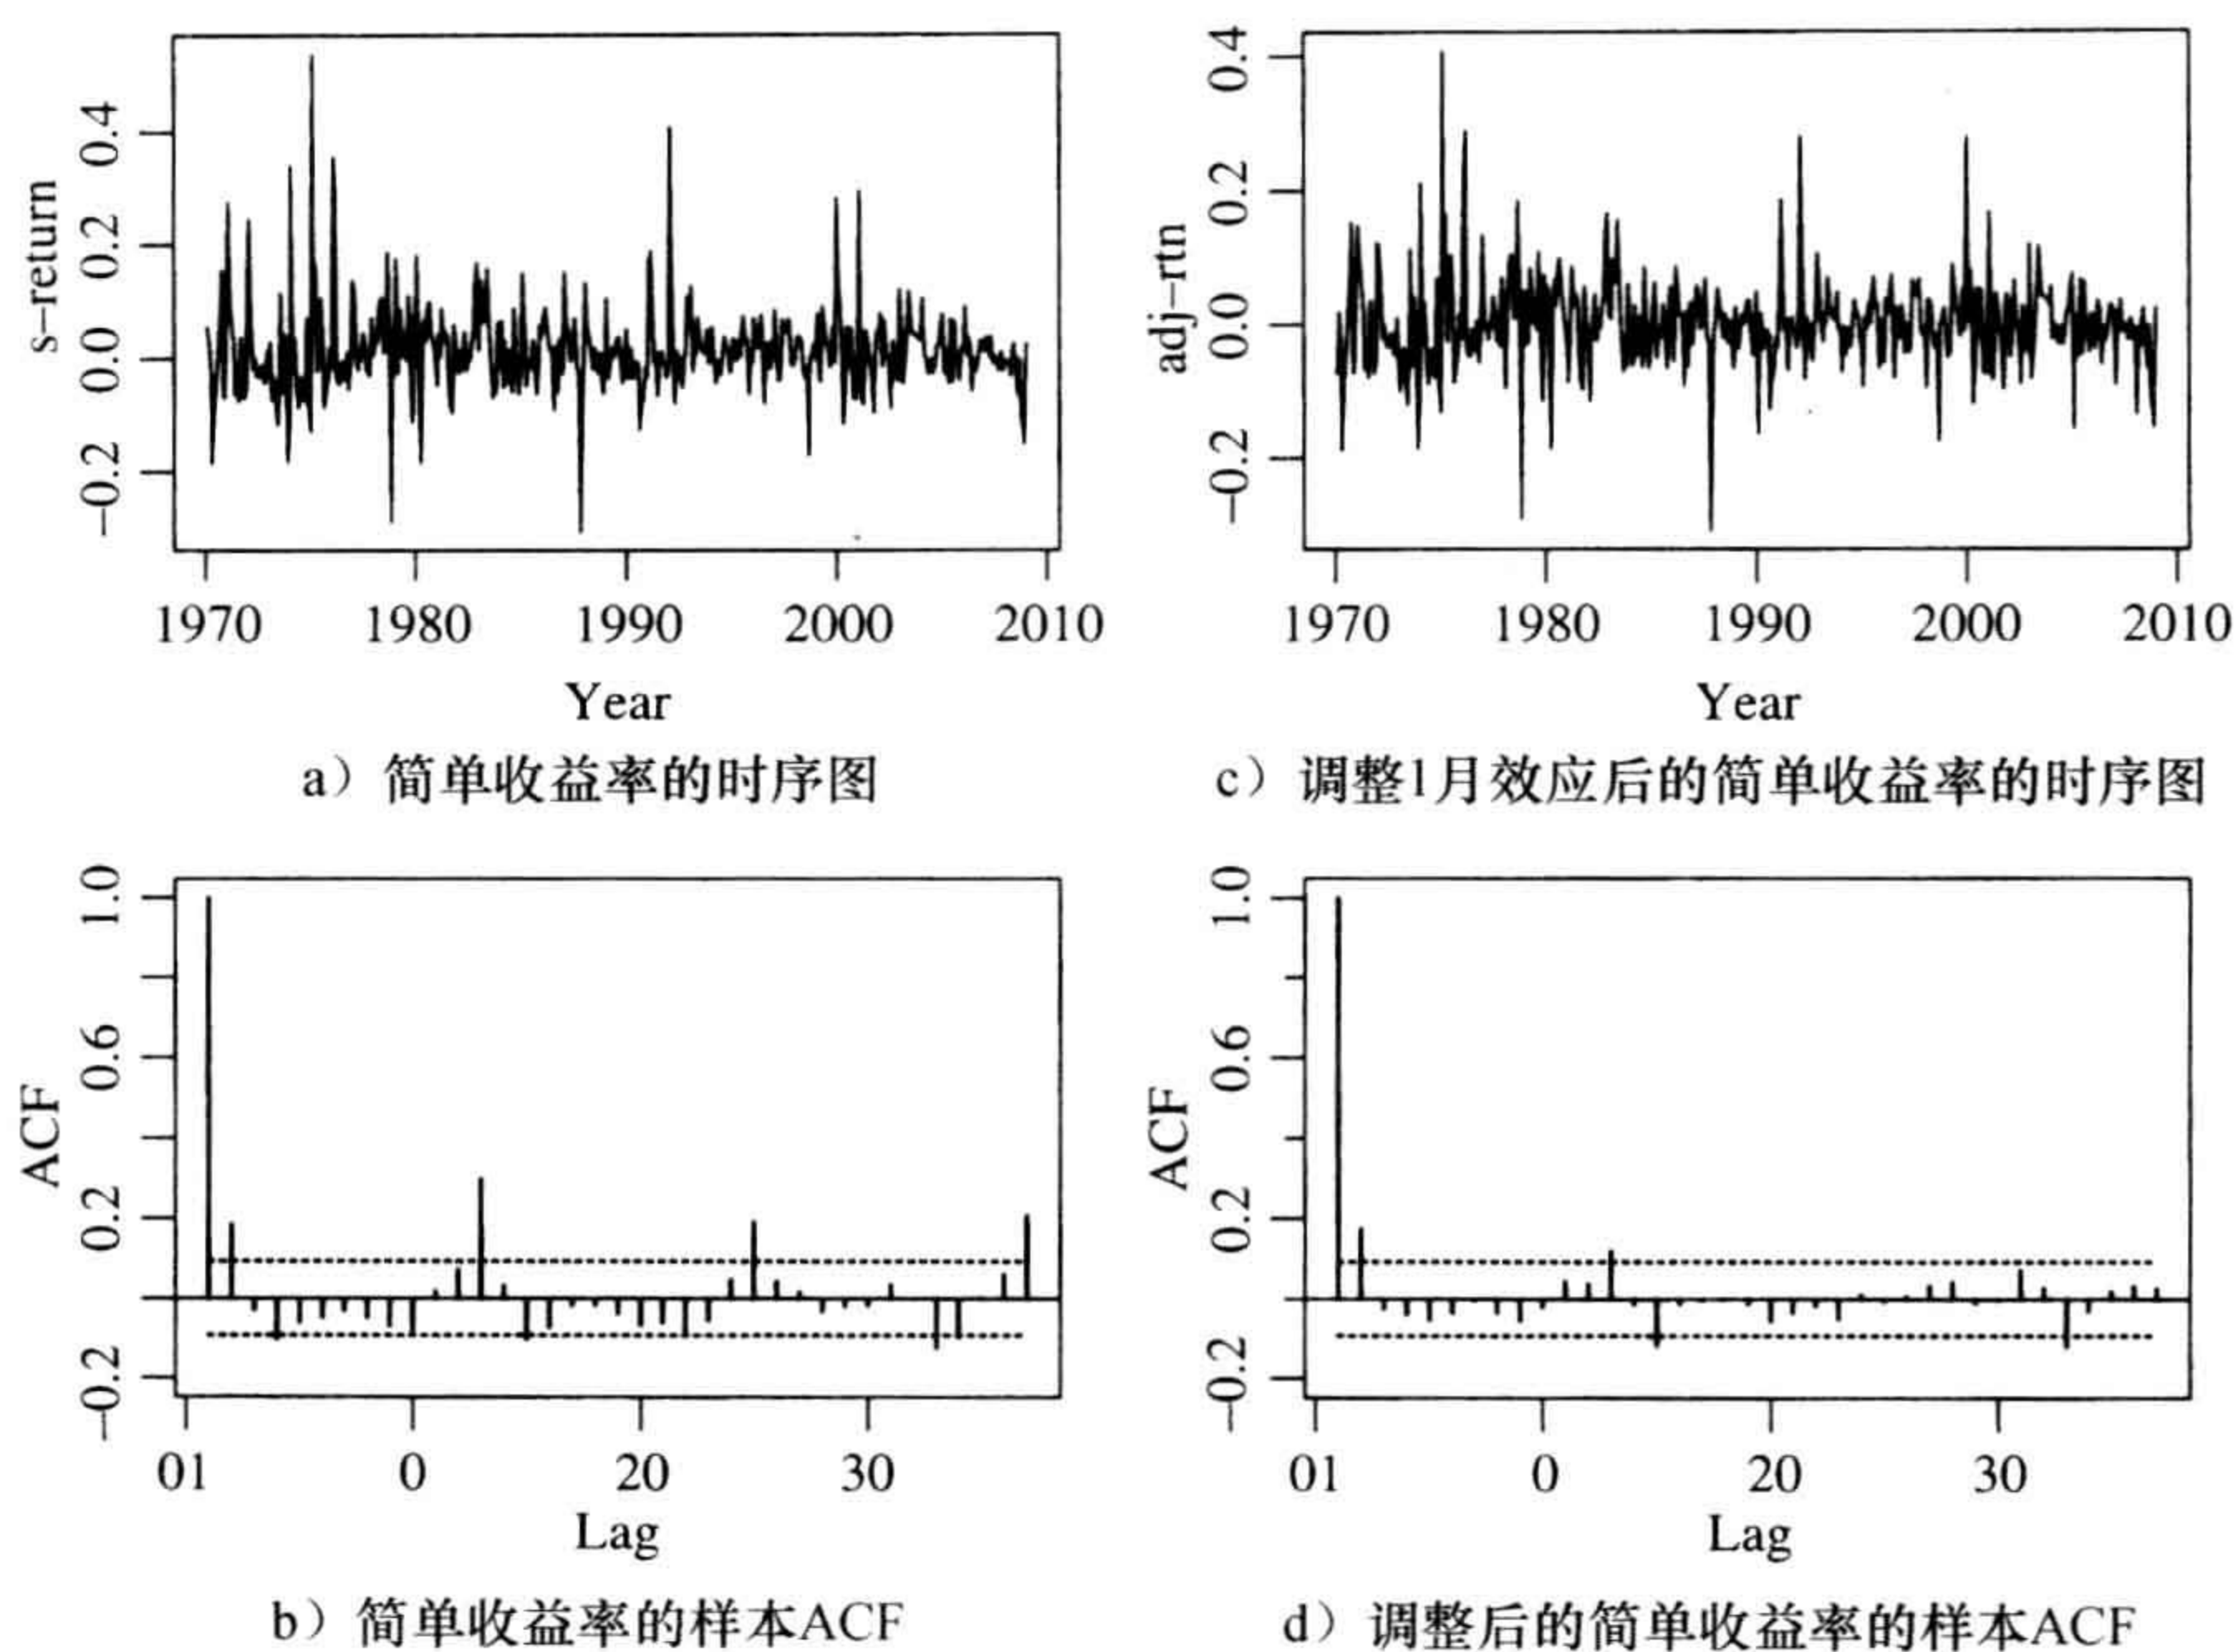 s-return
0.4
0.2
0.0
-0.2
1970 1980 1990 2000 2010
Year
a）简单收益率的时序图
adj-rtn
0.4
0.2
0.0
-0.2
1970 1980 1990 2000 2010
Year
c）调整1月效应后的简单收益率的时序图
ACF
1.0
0.6
0.2
-0.2
01 0 20 30
Lag
b）简单收益率的样本ACF
ACF
1.0
0.6
0.2
-0.2
01 0 20 30
Lag
d）调整后的简单收益率的样本ACF